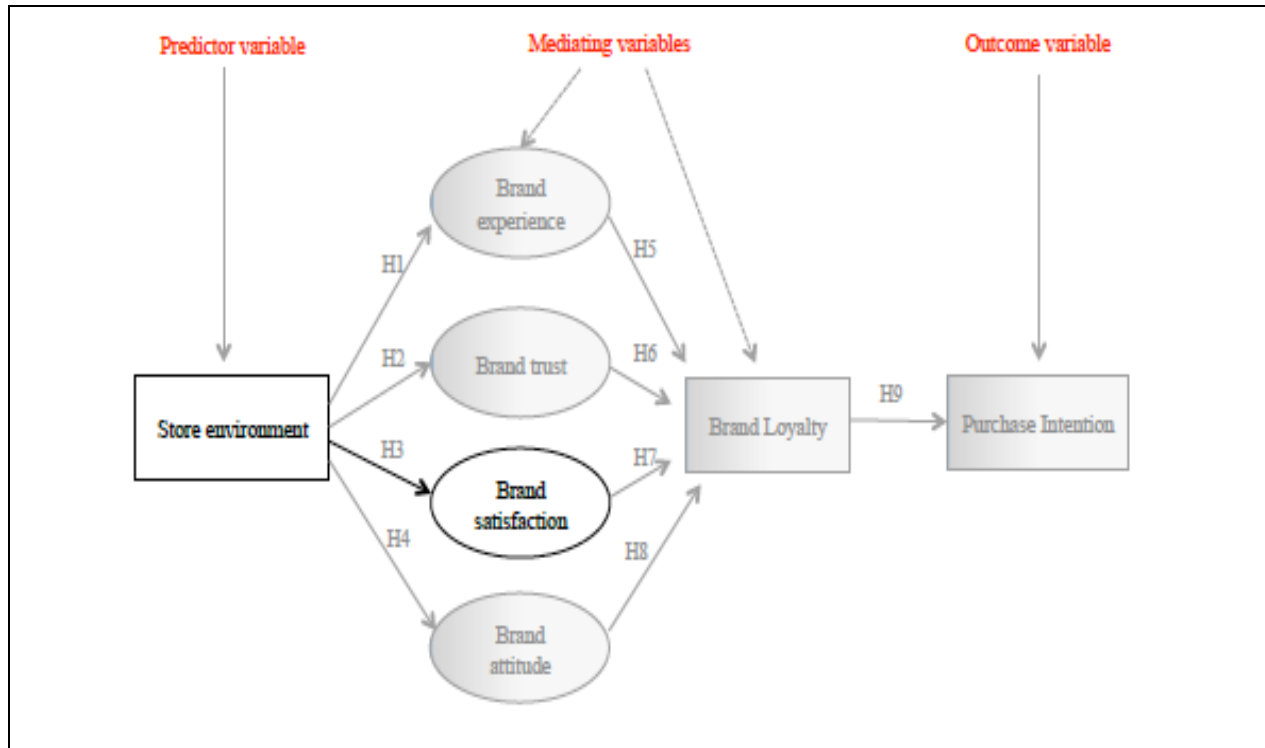 Predictor variable
Mediating variables
Outcome variable
Brand
experience
H1
H5
H2
Brand trust
H6
Store environment
H3
Brand Loyalty
H9
Purchase Intention
Brand
satisfaction
H7
H4
H8
Brand
attitude